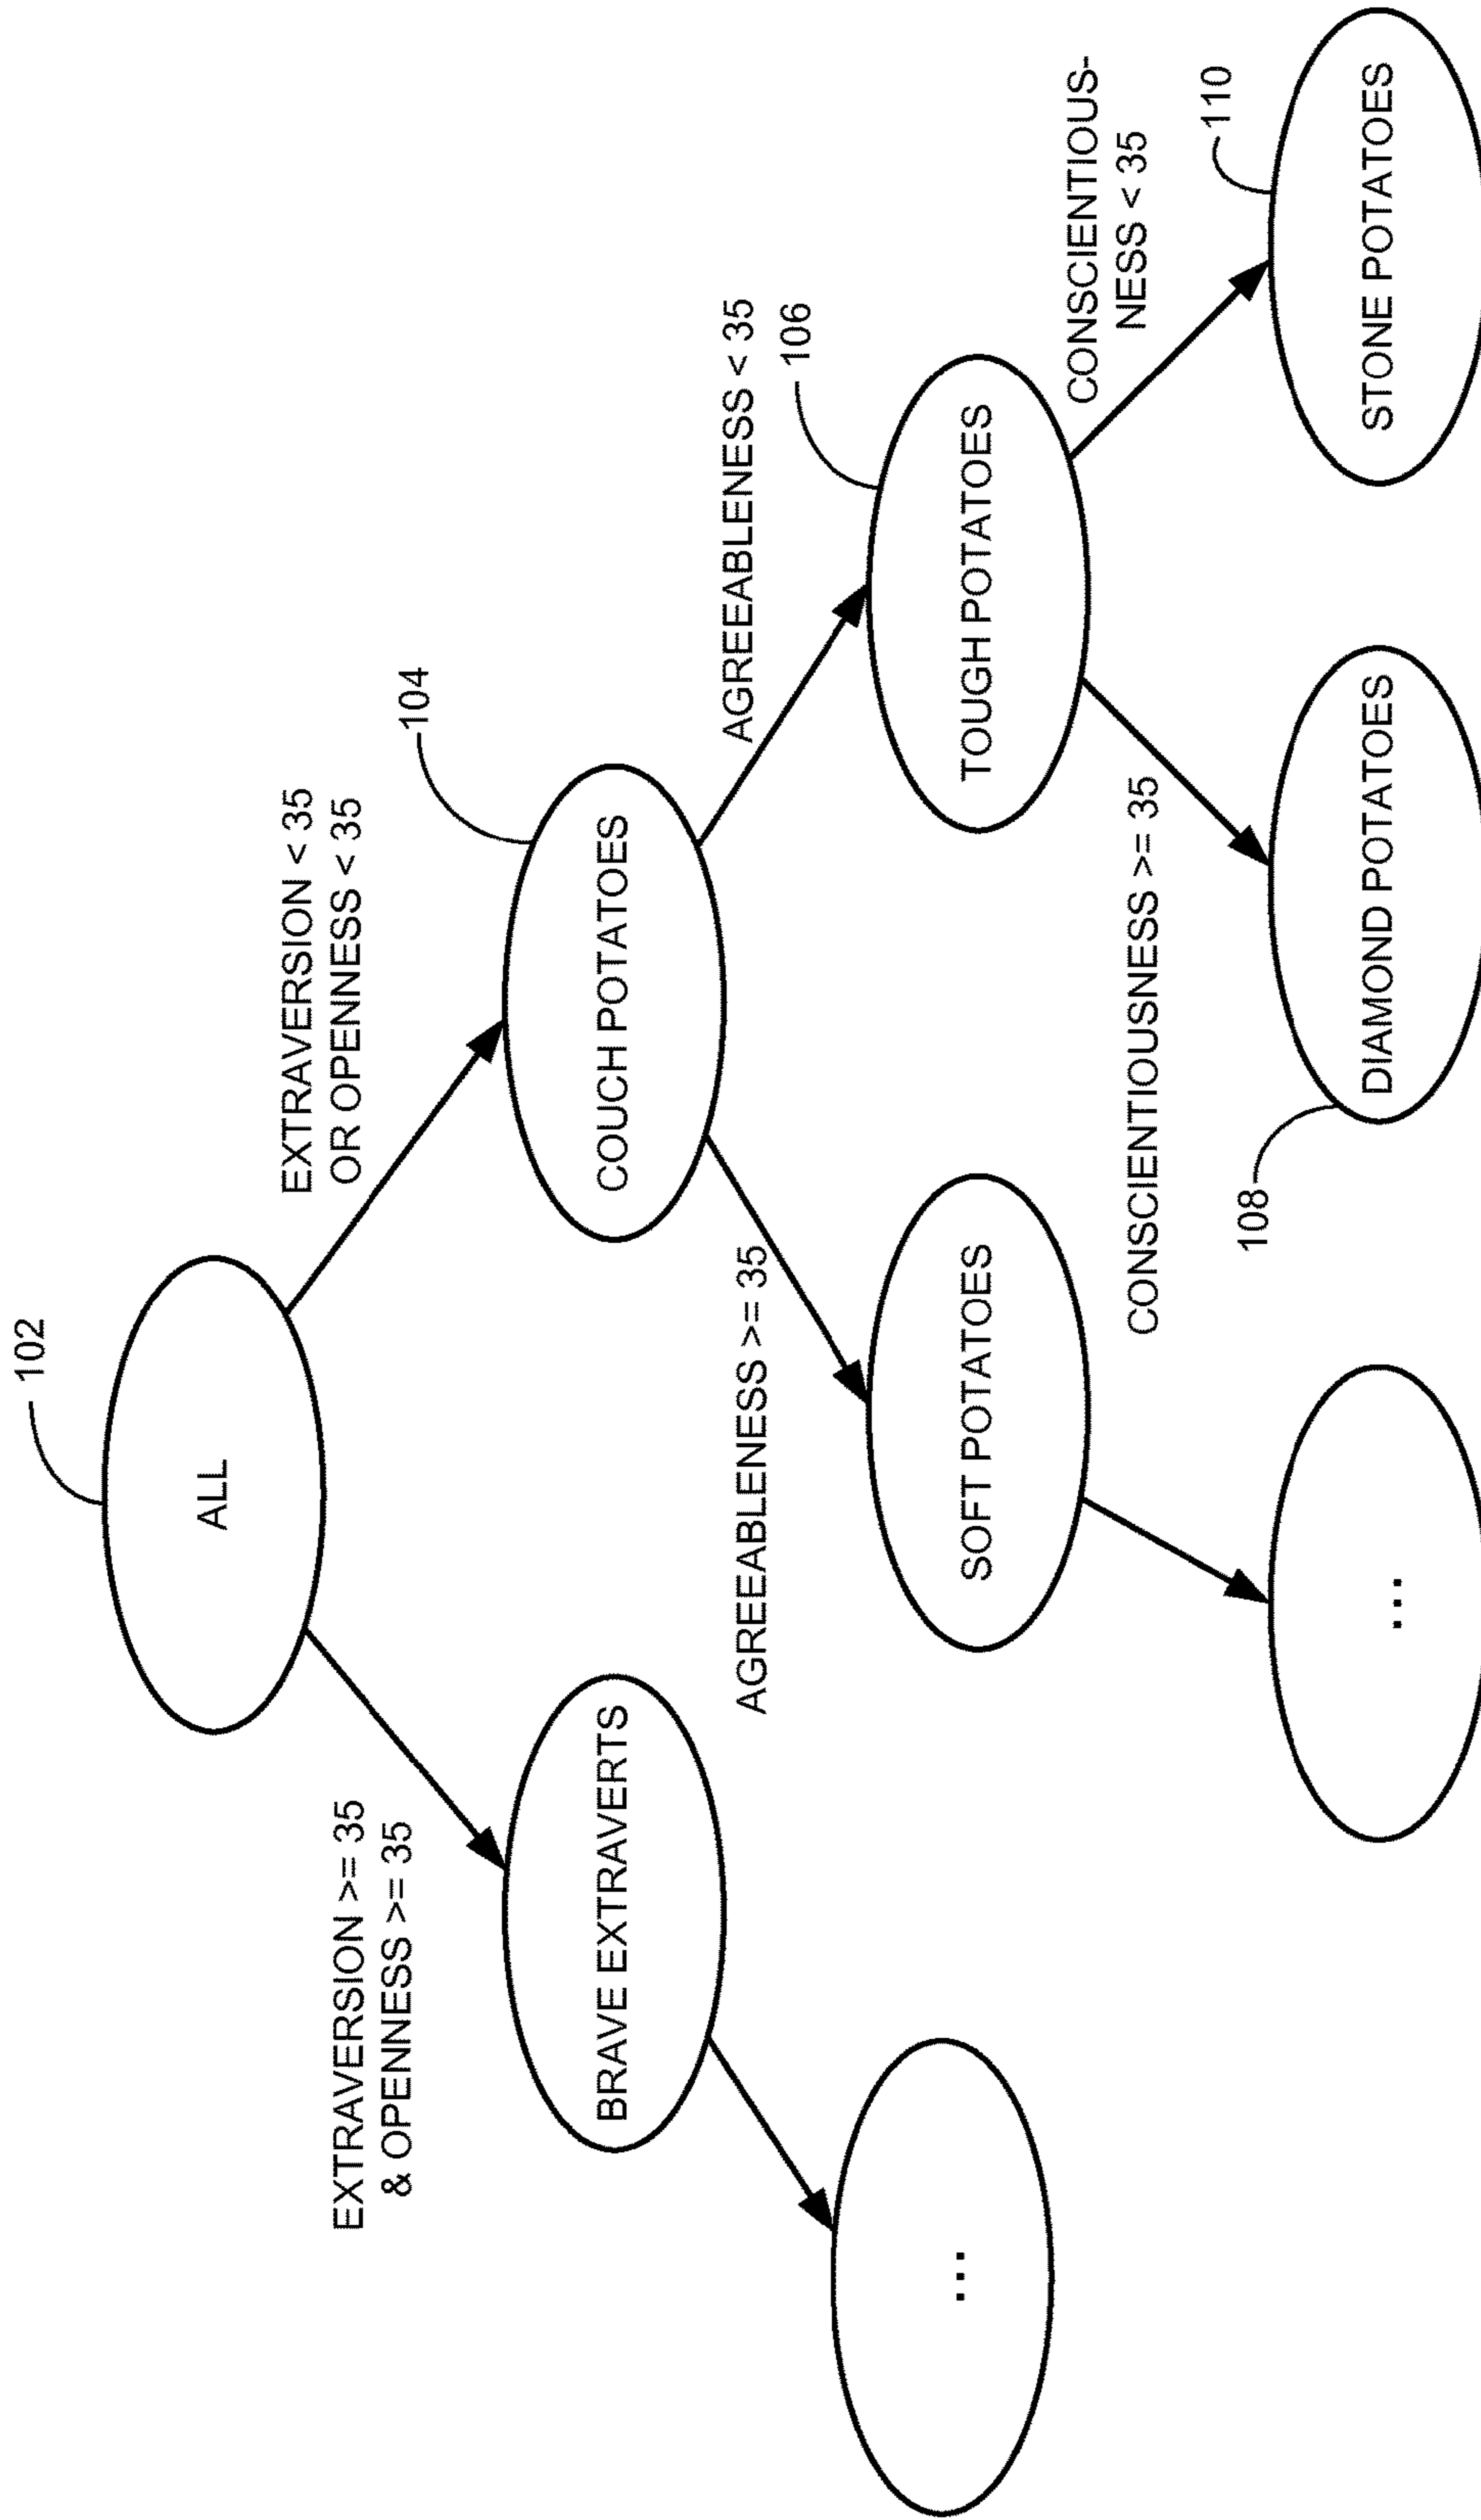 102
ALL
EXTRAVERSION >= 35
& OPENNESS >= 35
EXTRAVERSION < 35
OR OPENNESS < 35
104
BRAVE EXTRAVERTS
COUCH POTATOES
AGREEABLENESS >= 35
AGREEABLENESS < 35
106
...
SOFT POTATOES
TOUGH POTATOES
CONSCIENTIOUSNESS >= 35
CONSCIENTIOUS-
NESS < 35
108
110
...
DIAMOND POTATOES
STONE POTATOES